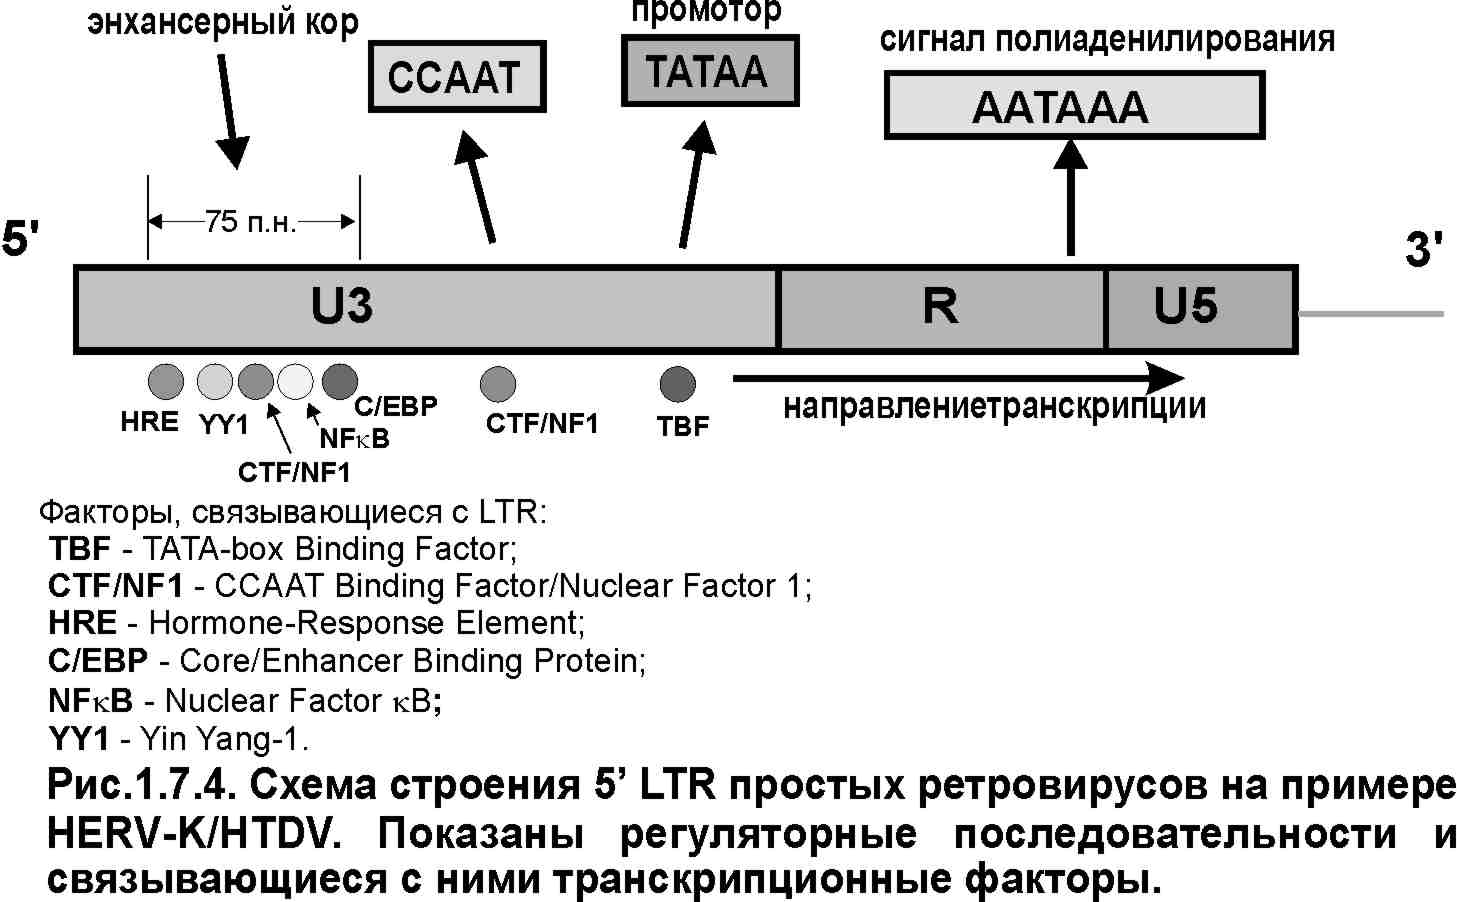 энхансерный кор
промотор
CCAAT
TATAA
сигнал полиаденилирования
AATAAA
75 п.н.
5'
3'
U3
R
U5
HRE
YY1
C/EBP
NFκB
CTF/NF1
CTF/NF1
TBF
направлениетранскрипции
Факторы, связывающиеся с LTR:
TBF - TATA-box Binding Factor;
CTF/NF1 - CCAAT Binding Factor/Nuclear Factor 1;
HRE - Hormone-Response Element;
C/EBP - Core/Enhancer Binding Protein;
NFκB - Nuclear Factor κB;
YY1 - Yin Yang-1.
Рис.1.7.4. Схема строения 5’ LTR простых ретровирусов на примере
HERV-K/HTDV. Показаны регуляторные последовательности и
связывающиеся с ними транскрипционные факторы.